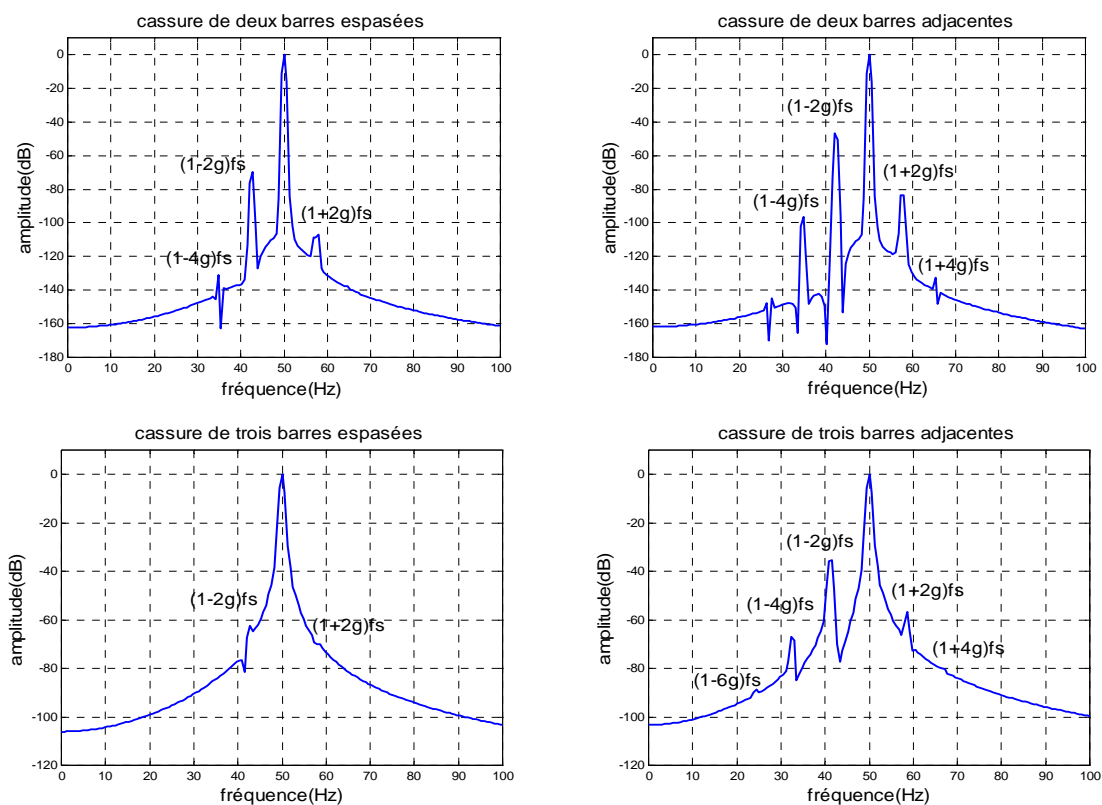 cassure de deux barres espasées
0
-20
-40
-60
-80
-100
-120
-140
-160
-180
amplitude(dB)
(1-2g)fs
(1+2g)fs
(1-4g)fs
0 10 20 30 40 50 60 70 80 90 100
fréquence(Hz)
cassure de deux barres adjacentes
0
-20
-40
-60
-80
-100
-120
-140
-160
-180
amplitude(dB)
(1-2g)fs
(1+2g)fs
(1-4g)fs
(1+4g)fs
0 10 20 30 40 50 60 70 80 90 100
fréquence(Hz)
cassure de trois barres espasées
0
-20
-40
-60
-80
-100
-120
amplitude(dB)
(1-2g)fs
(1+2g)fs
0 10 20 30 40 50 60 70 80 90 100
fréquence(Hz)
cassure de trois barres adjacentes
0
-20
-40
-60
-80
-100
-120
amplitude(dB)
(1-2g)fs
(1-4g)fs
(1+2g)fs
(1+4g)fs
(1-6g)fs
0 10 20 30 40 50 60 70 80 90 100
fréquence(Hz)